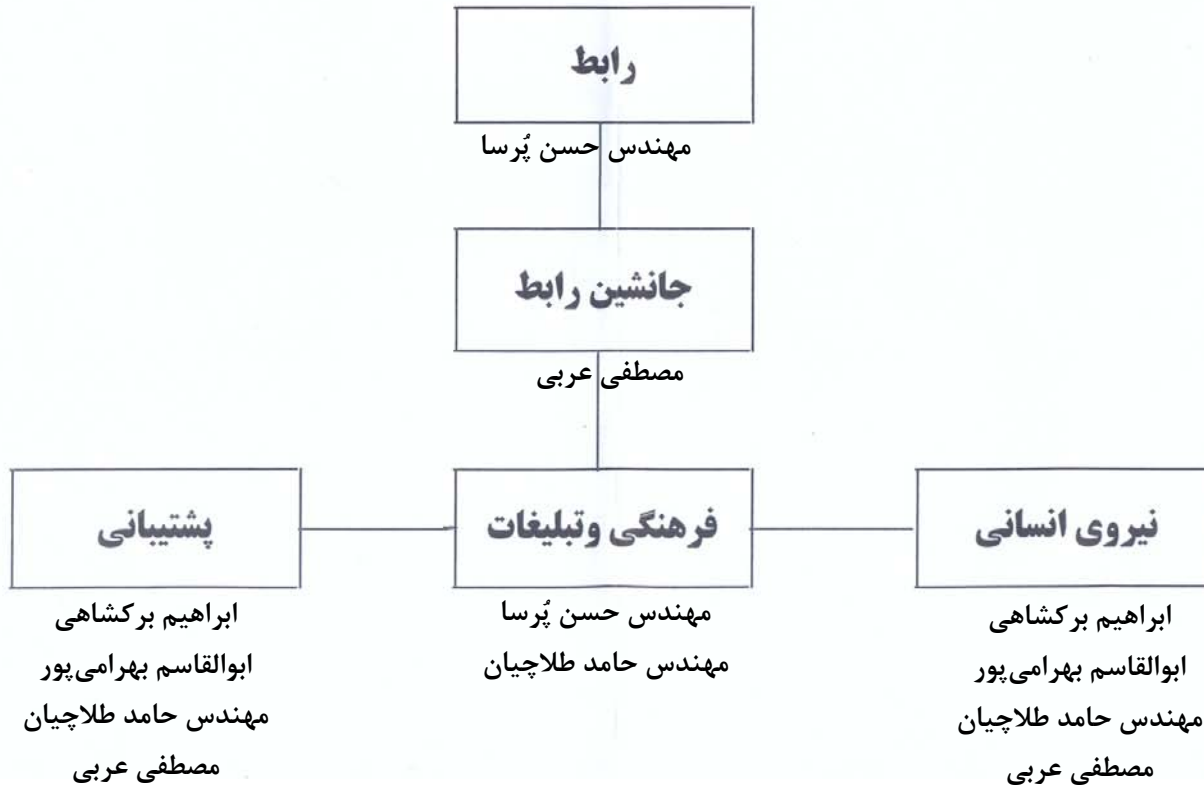 رابط
مهندس حسن پُرسا
جانشین رابط
مصطفی عربی
نیروی انسانی
ابراهیم برکشاهی
ابوالقاسم بهرامی‌پور
مهندس حامد طلاچیان
مصطفی عربی
فرهنگی وتبلیغات
مهندس حسن پُرسا
مهندس حامد طلاچیان
پشتیبانی
ابراهیم برکشاهی
ابوالقاسم بهرامی‌پور
مهندس حامد طلاچیان
مصطفی عربی